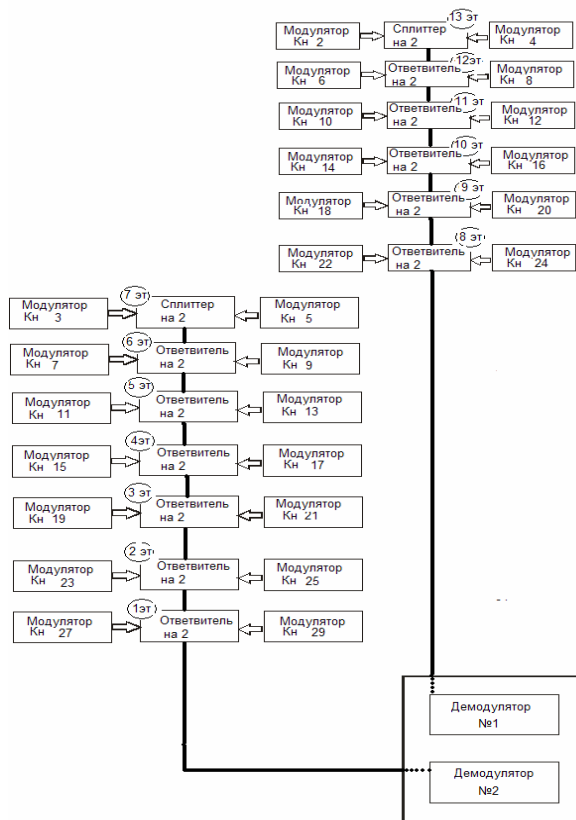 13 эт
Модулятор
Кн 2
Сплиттер
на 2
Модулятор
Кн 4
12эт
Модулятор
Кн 6
Ответвитель
на 2
Модулятор
Кн 8
11 эт
Модулятор
Кн 10
Ответвитель
на 2
Модулятор
Кн 12
10 эт
Модулятор
Кн 14
Ответвитель
на 2
Модулятор
Кн 16
9 эт
Модулятор
Кн 18
Ответвитель
на 2
Модулятор
Кн 20
8 эт
Модулятор
Кн 22
Ответвитель
на 2
Модулятор
Кн 24
7 эт
Модулятор
Кн 3
Сплиттер
на 2
Модулятор
Кн 5
6 эт
Модулятор
Кн 7
Ответвитель
на 2
Модулятор
Кн 9
5 эт
Модулятор
Кн 11
Ответвитель
на 2
Модулятор
Кн 13
4эт
Модулятор
Кн 15
Ответвитель
на 2
Модулятор
Кн 17
3 эт
Модулятор
Кн 19
Ответвитель
на 2
Модулятор
Кн 21
2 эт
Модулятор
Кн 23
Ответвитель
на 2
Модулятор
Кн 25
1эт
Модулятор
Кн 27
Ответвитель
на 2
Модулятор
Кн 29
Демодулятор
№1
Демодулятор
№2